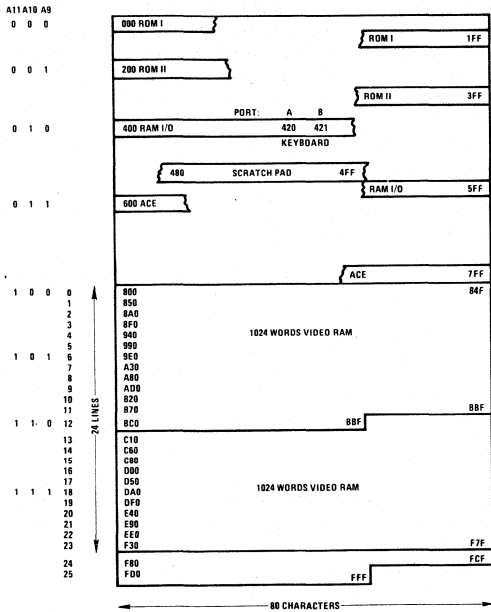 A11 A10 A9
0 0 0 000 ROM I
ROM I 1FF
0 0 1 200 ROM II
ROM II 3FF
PORT: A B
0 1 0 400 RAM I/O 420 421
KEYBOARD
480 SCRATCH PAD 4FF
RAM I/O 5FF
0 1 1 600 ACE
ACE 7FF
1 0 0 0 800 84F
1 850
2 8A0
3 8F0
4 940 1024 WORDS VIDEO RAM
5 990
1 0 1 6 9E0
7 A30
8 A80
9 AD0
10 B20
11 B70 BBF
1 1 0 12 BC0 BBF
24 LINES
13 C10
14 C60
15 CB0
16 D00
17 D50
1 1 1 18 DA0 1024 WORDS VIDEO RAM
19 DF0
20 E40
21 E90
22 EE0
23 F30 F7F
24 F80 FCF
25 FD0 FFF
80 CHARACTERS